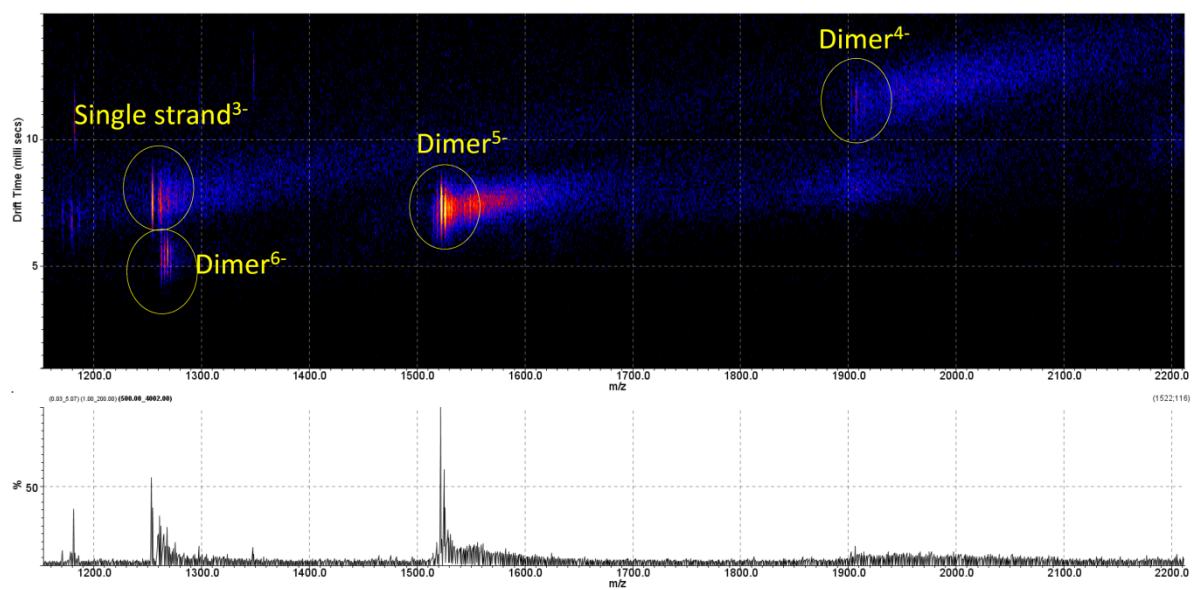 Dimer4-
Single strand3-
Dimer5-
Dimer6-
Drift Time (milli secs)
10
5
1200.0 1300.0 1400.0 1500.0 1600.0 1700.0 1800.0 1900.0 2000.0 2100.0 2200.0
m/z
(0.03_5.07) (1.00_200.00) (500.00_4002.00) (1522;116)
%
50
1200.0 1300.0 1400.0 1500.0 1600.0 1700.0 1800.0 1900.0 2000.0 2100.0 2200.0
m/z